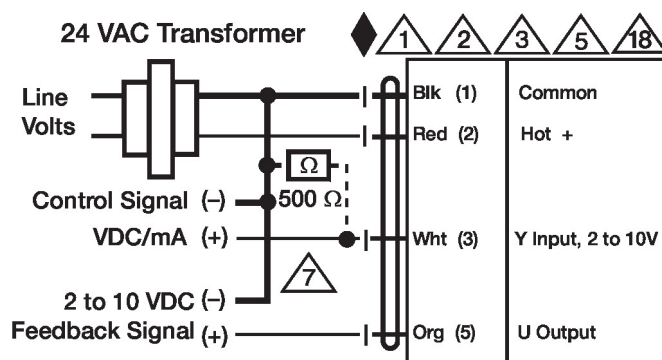 24 VAC Transformer
1 2 3 5 18
Line
Volts
Blk (1) Common
Red (2) Hot +
Ω
500 Ω
Control Signal (–)
VDC/mA (+)
Wht (3) Y Input, 2 to 10V
7
2 to 10 VDC (–)
Feedback Signal (+)
Org (5) U Output